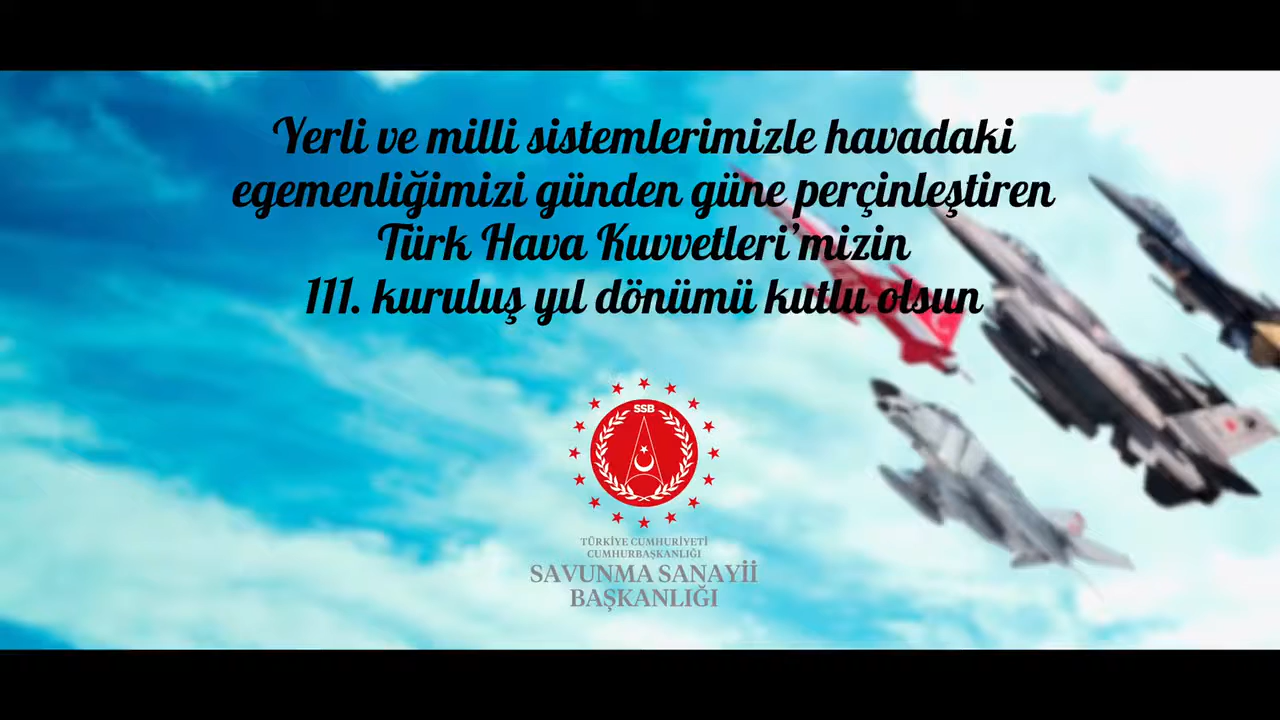 Yerli ve milli sistemlerimizle havadaki
egemenliğimizi günden güne perçinleştiren
Türk Hava Kuvvetleri'mizin
111. kuruluş yıl dönümü kutlu olsun
SSB
TÜRKİYE CUMHURİYETİ
CUMHURBAŞKANLIĞI
SAVUNMA SANAYİİ
BAŞKANLIĞI